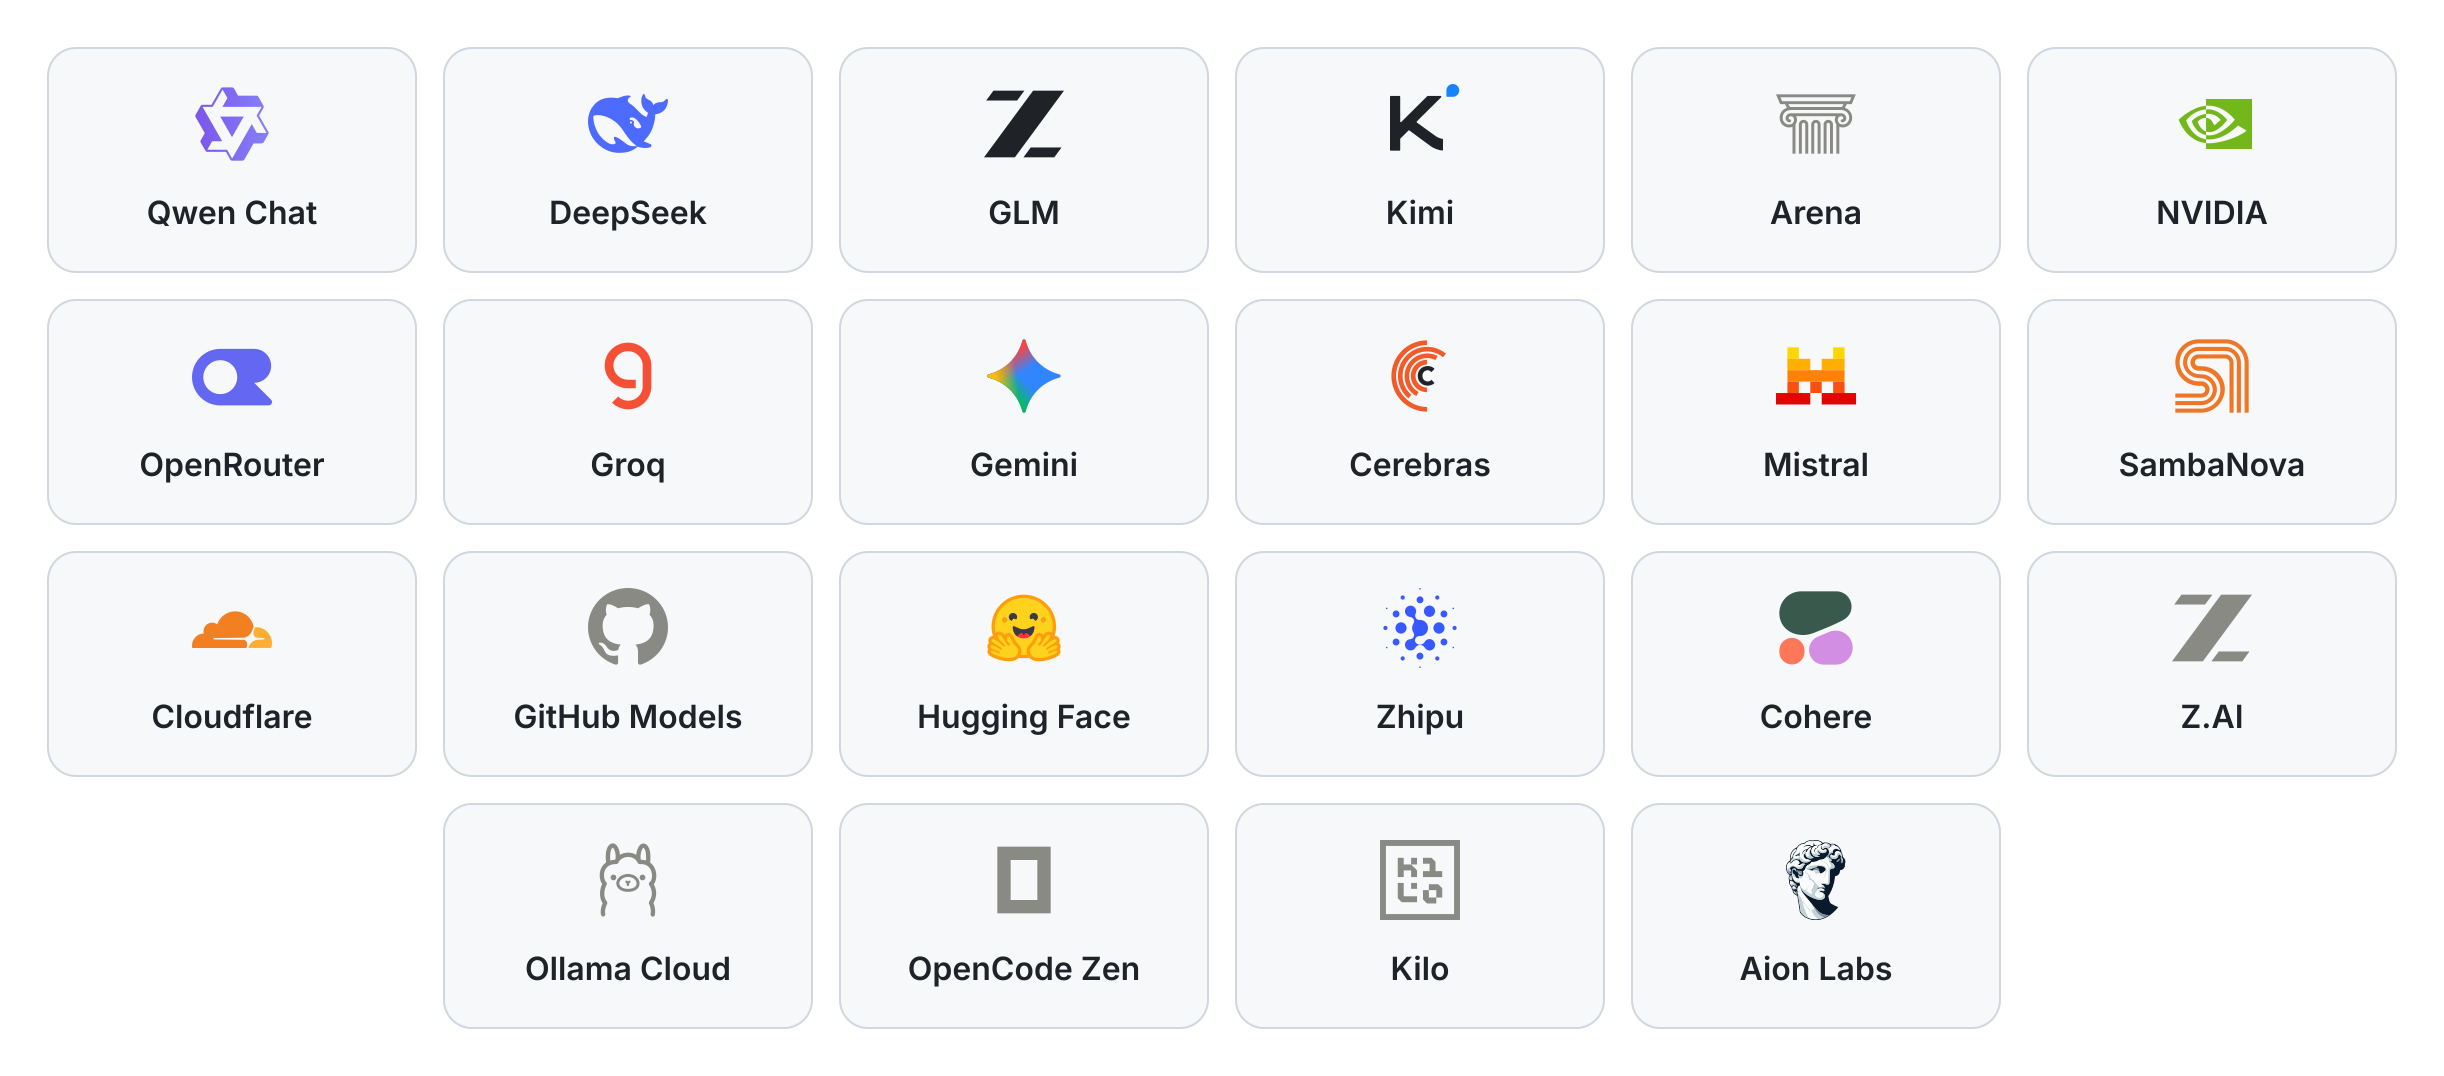 Qwen Chat
DeepSeek
GLM
Kimi
Arena
NVIDIA
OpenRouter
Groq
Gemini
Cerebras
Mistral
SambaNova
Cloudflare
GitHub Models
Hugging Face
Zhipu
Cohere
Z.AI
Ollama Cloud
OpenCode Zen
Kilo
Aion Labs